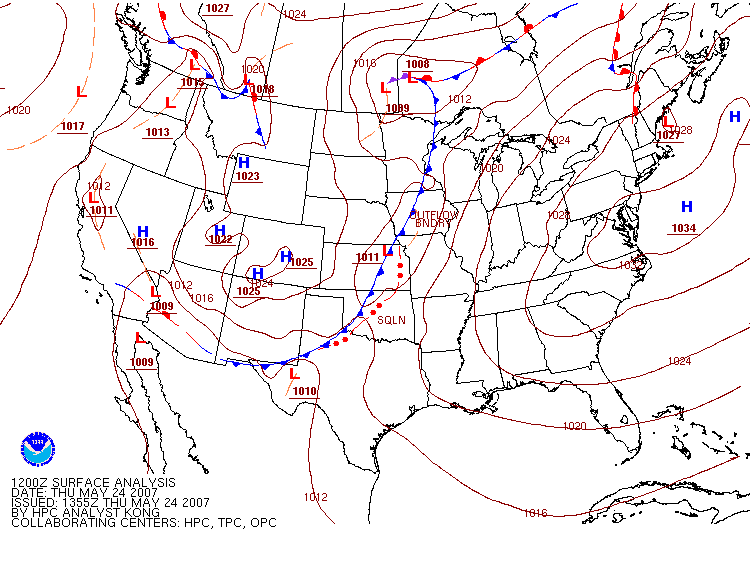 1027
1024
1016
1008
L
L
1015
1020
1018
L
L
1009
1012
1020
L
1017
L
1013
L
1027
1028
H
1024
1020
H
1023
1012
L
1011
H
1034
1028
OUTFLOW
BNDRY
H
1016
H
1022
L
1011
H
1025
H
1024
1025
1012
1016
L
1009
SQLN
L
1009
L
1010
1024
1020
1012
1016
1200Z SURFACE ANALYSIS
DATE: THU MAY 24 2007
ISSUED: 1355Z THU MAY 24 2007
BY HPC ANALYST KONG
COLLABORATING CENTERS: HPC, TPC, OPC